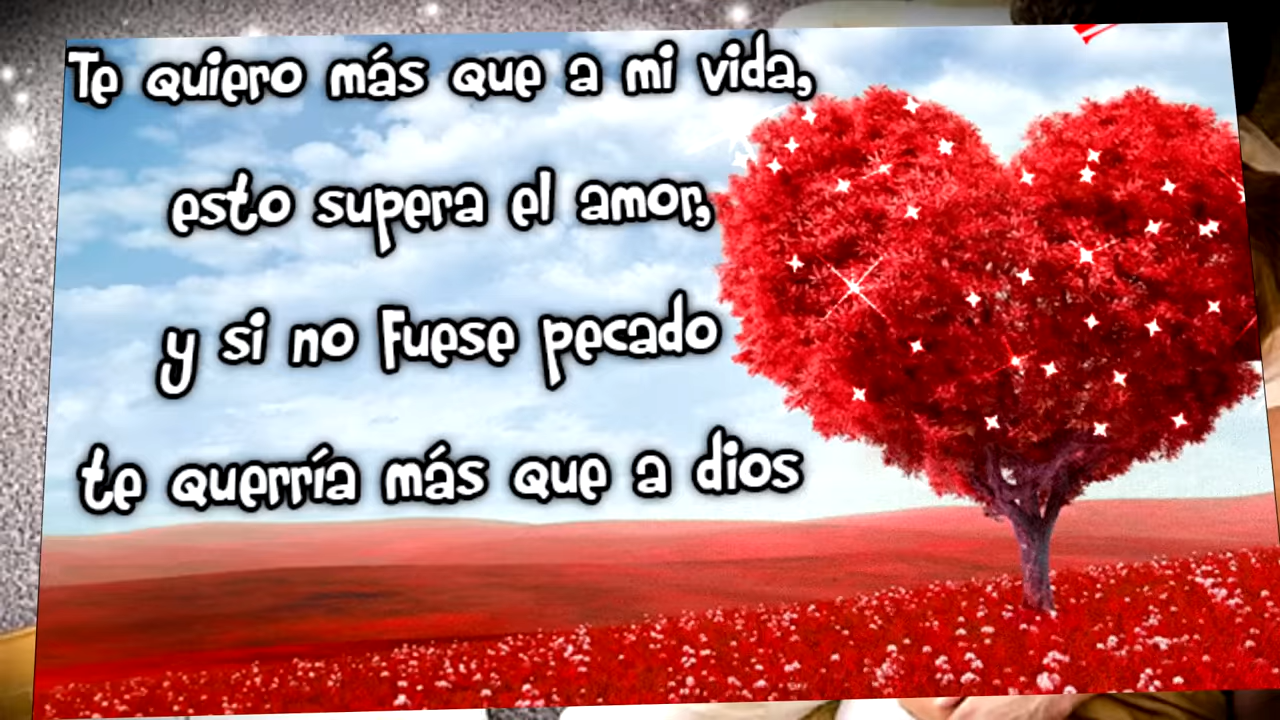 Te quiero más que a mi vida,
esto supera el amor,
y si no fuese pecado
te querría más que a dios